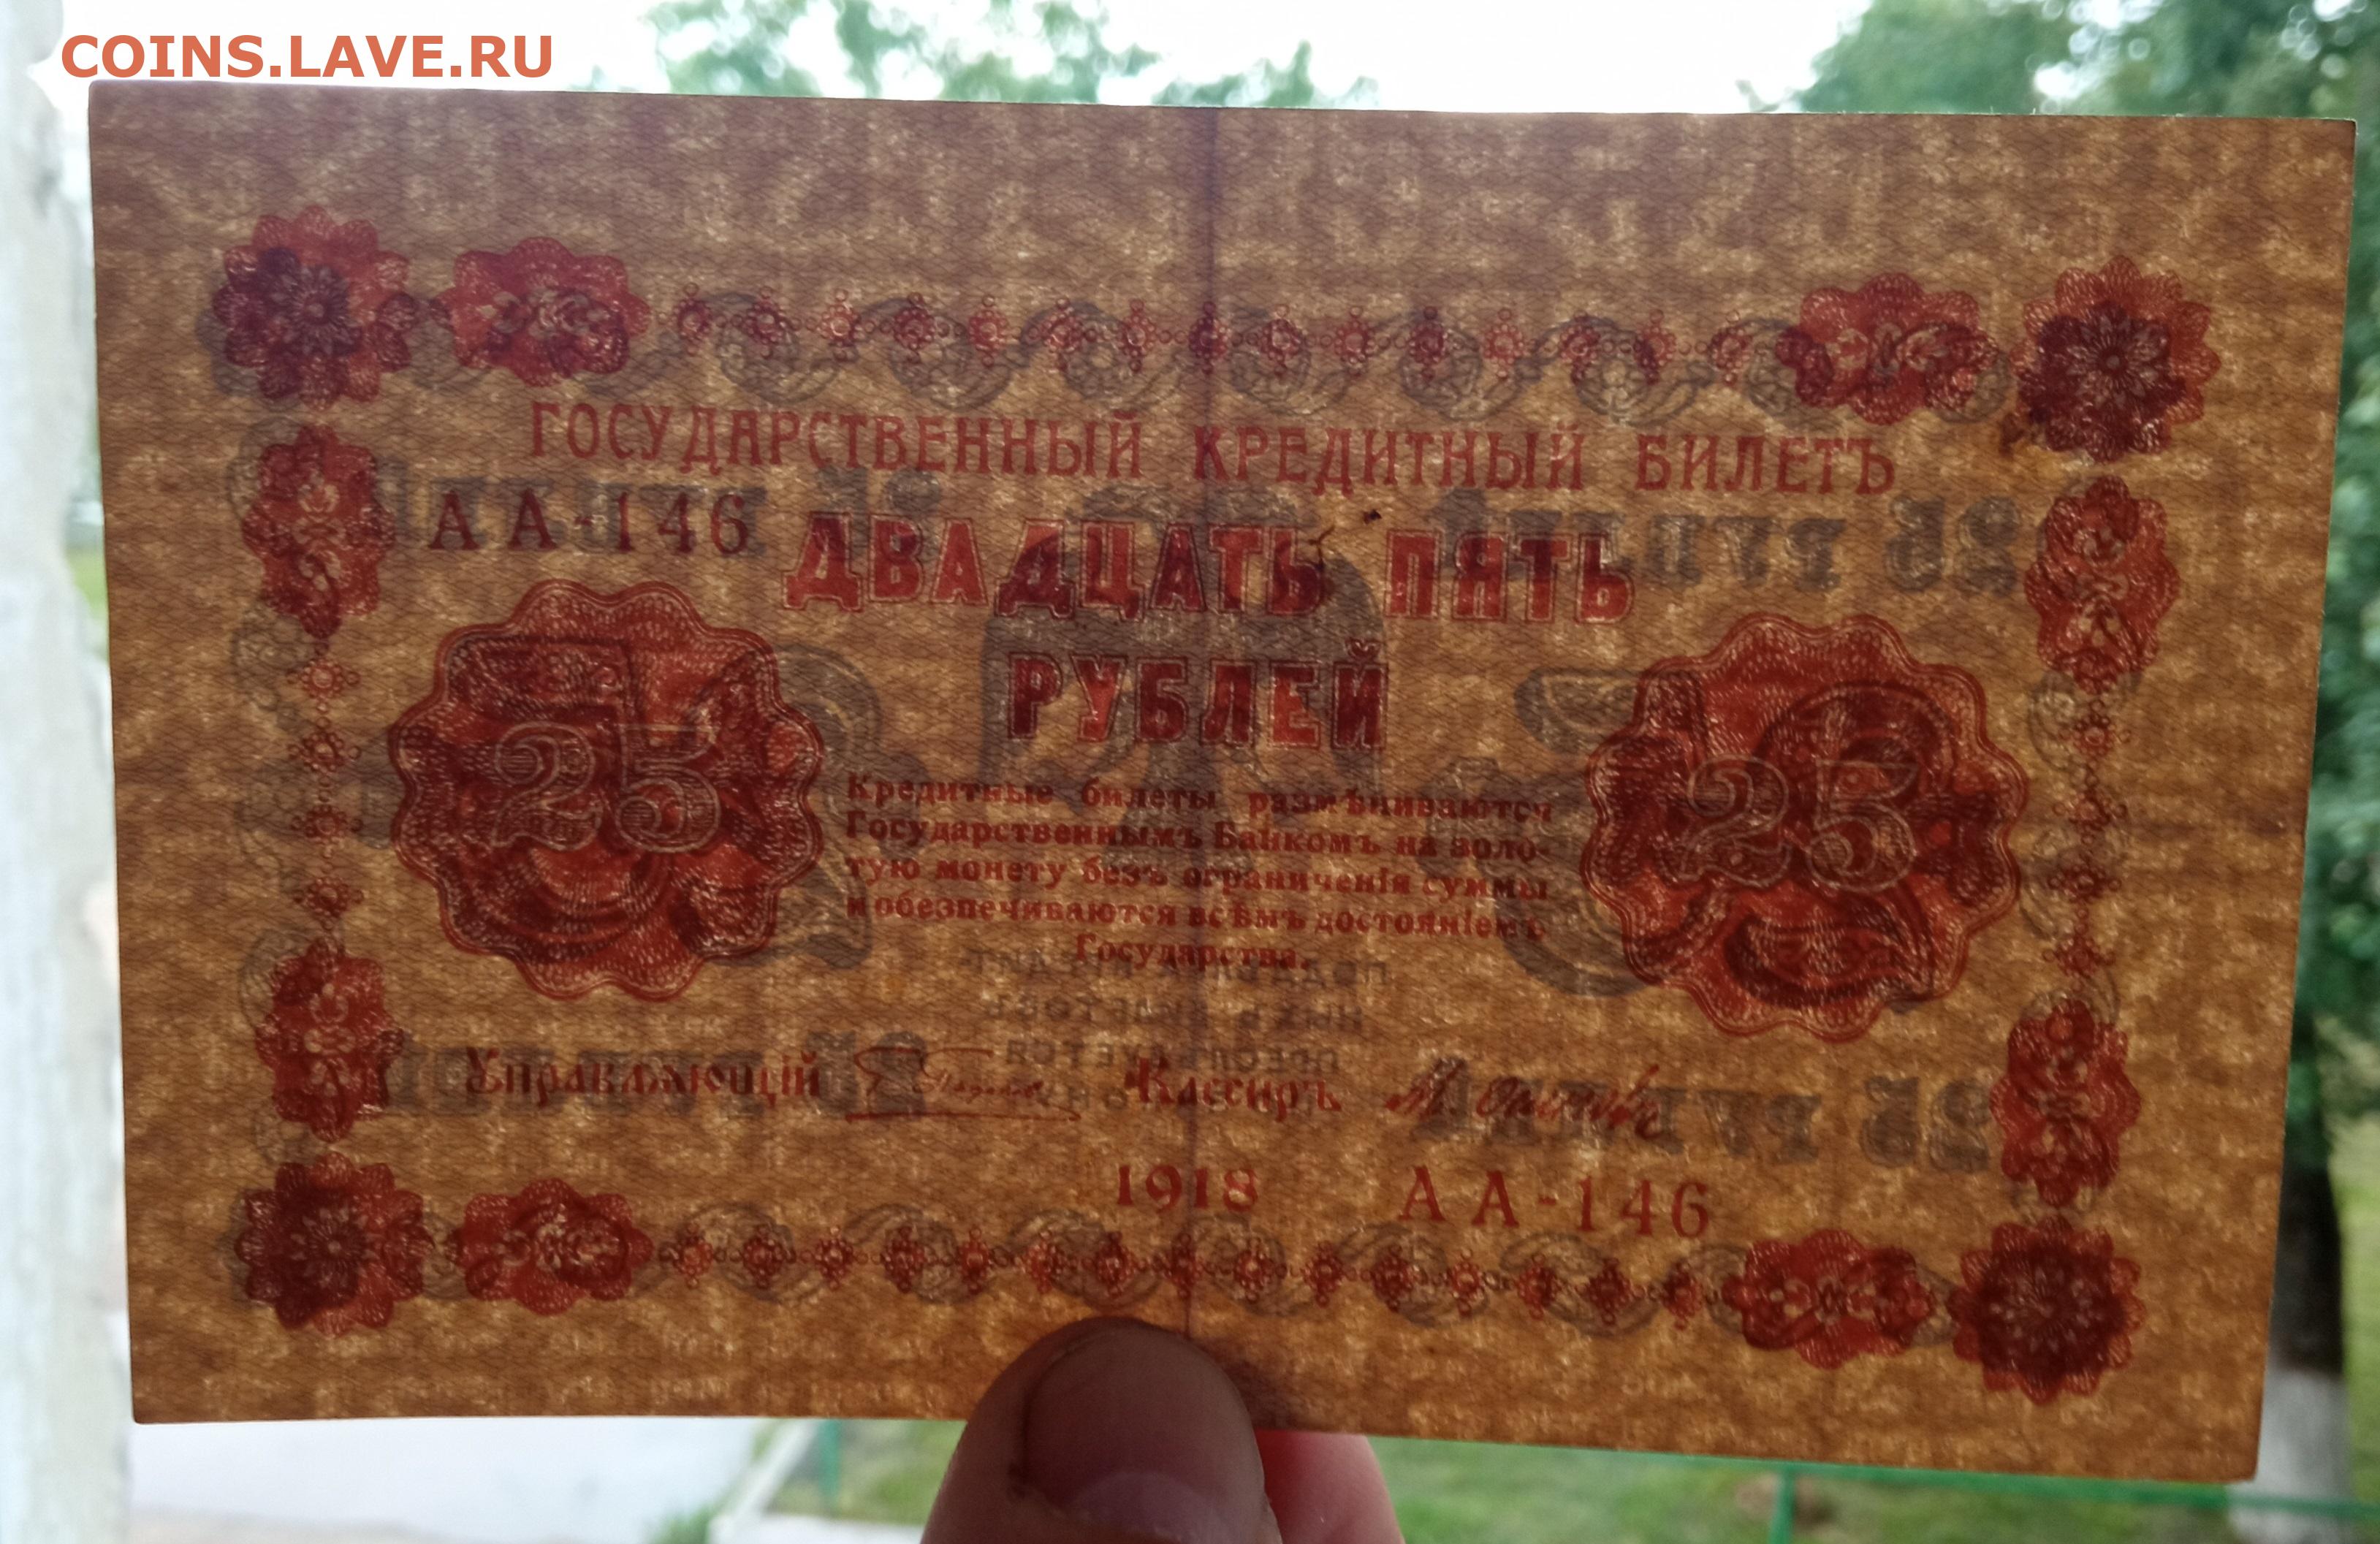 COINS.LAVE.RU
ГОСУДАРСТВЕННЫЙ КРЕДИТНЫЙ БИЛЕТЪ
АА-146
ДВАДЦАТЬ ПЯТЬ
РУБЛЕЙ
25
25
Кредитные билеты размѣниваются
Государственнымъ Банкомъ на золо-
тую монету безъ ограниченія суммы
и обезпечиваются всѣмъ достояніемъ
Государства.
Управляющій Кассиръ
1918 АА-146